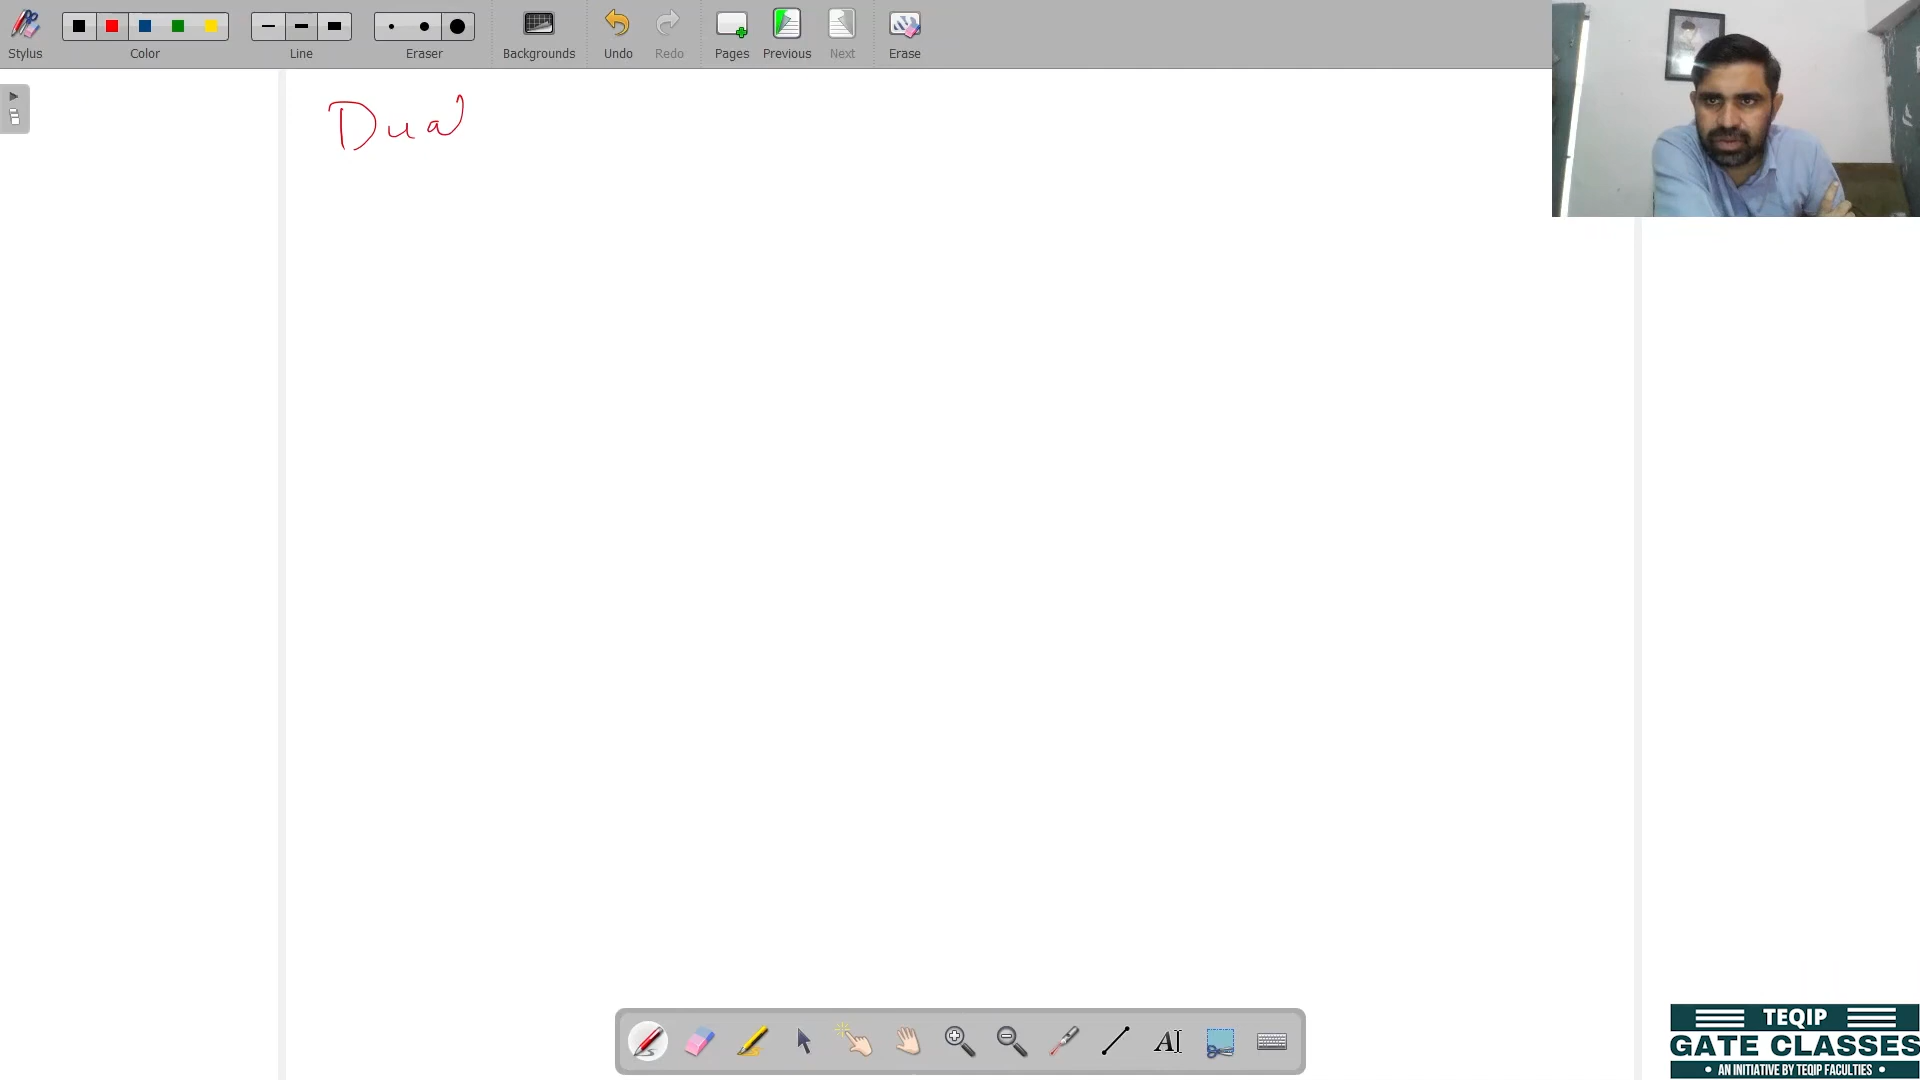 Stylus Color Line Eraser Backgrounds Undo Redo Pages Previous Next Erase
Dual
TEQIP
GATE CLASSES
• AN INITIATIVE BY TEQIP FACULTIES •